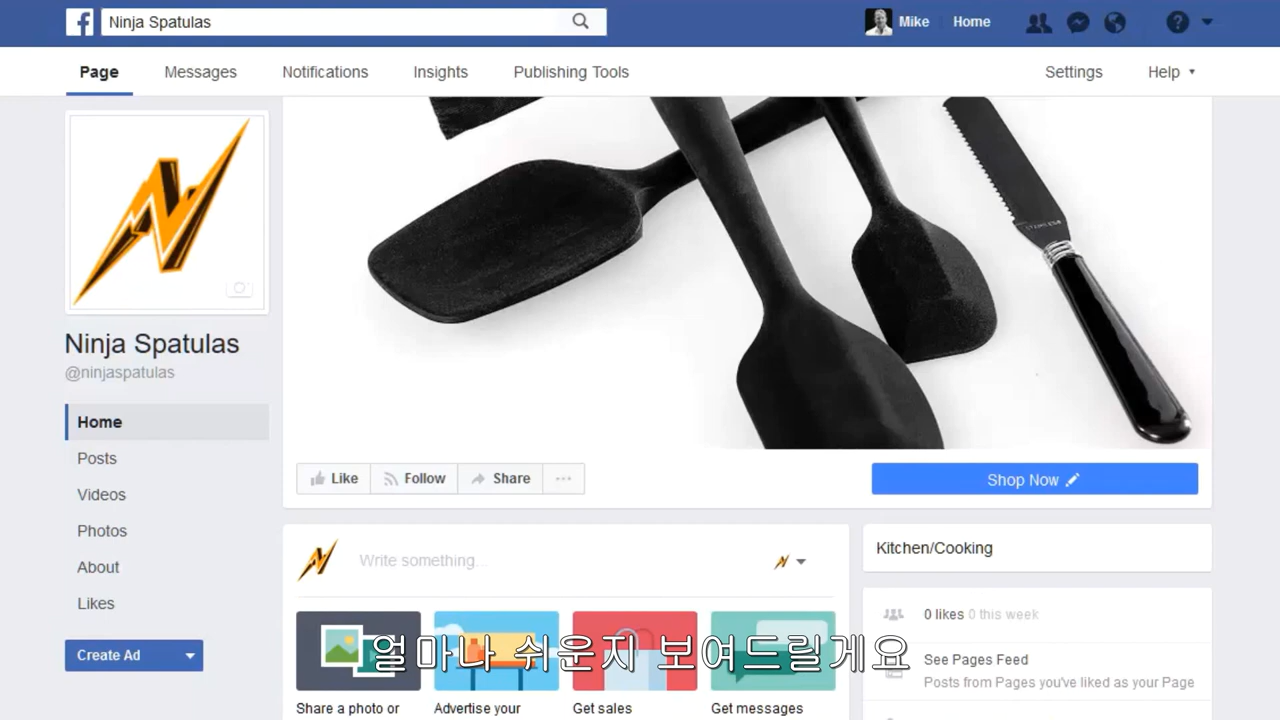 Ninja Spatulas
Mike Home
Page Messages Notifications Insights Publishing Tools Settings Help
Ninja Spatulas
@ninjaspatulas
Home
Posts
Videos
Photos
About
Likes
Create Ad
Like Follow Share
Shop Now
Write something...
Kitchen/Cooking
0 likes 0 this week
See Pages Feed
Posts from Pages you've liked as your Page
얼마나 쉬운지 보여드릴게요
Share a photo or
Advertise your
Get sales
Get messages